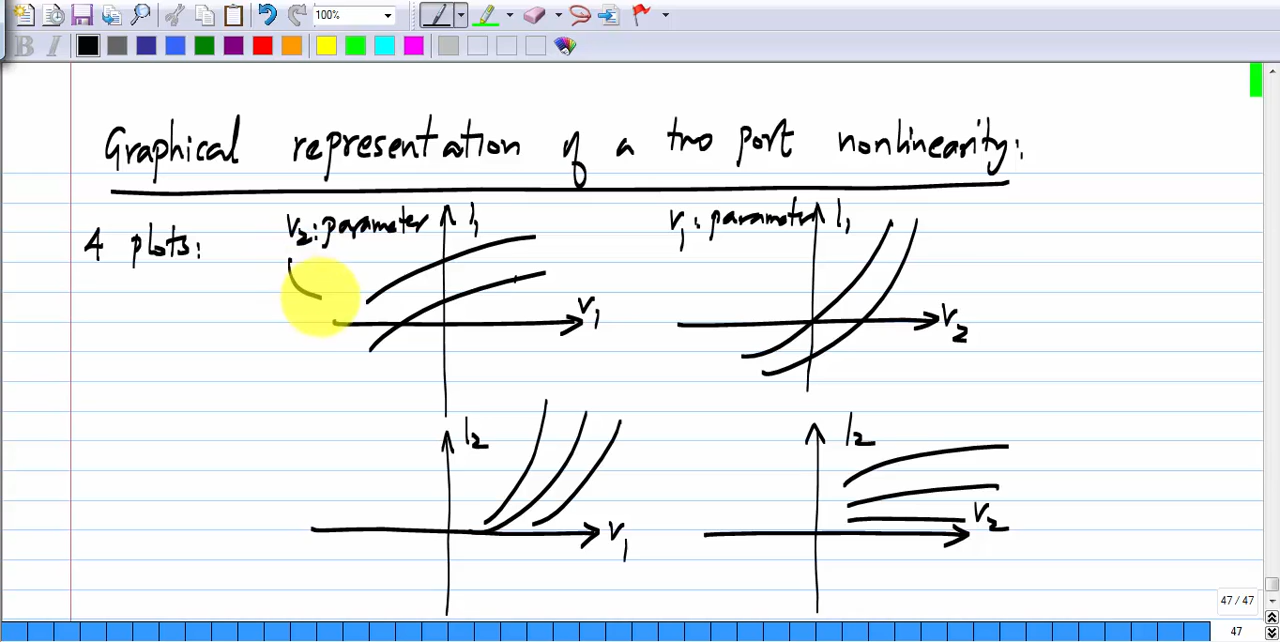 100%
B I
Graphical representation of a two port nonlinearity:
4 plots:
V2: parameter I1
V1
V1: parameter I1
V2
I2
V1
I2
V2
47 / 47
47